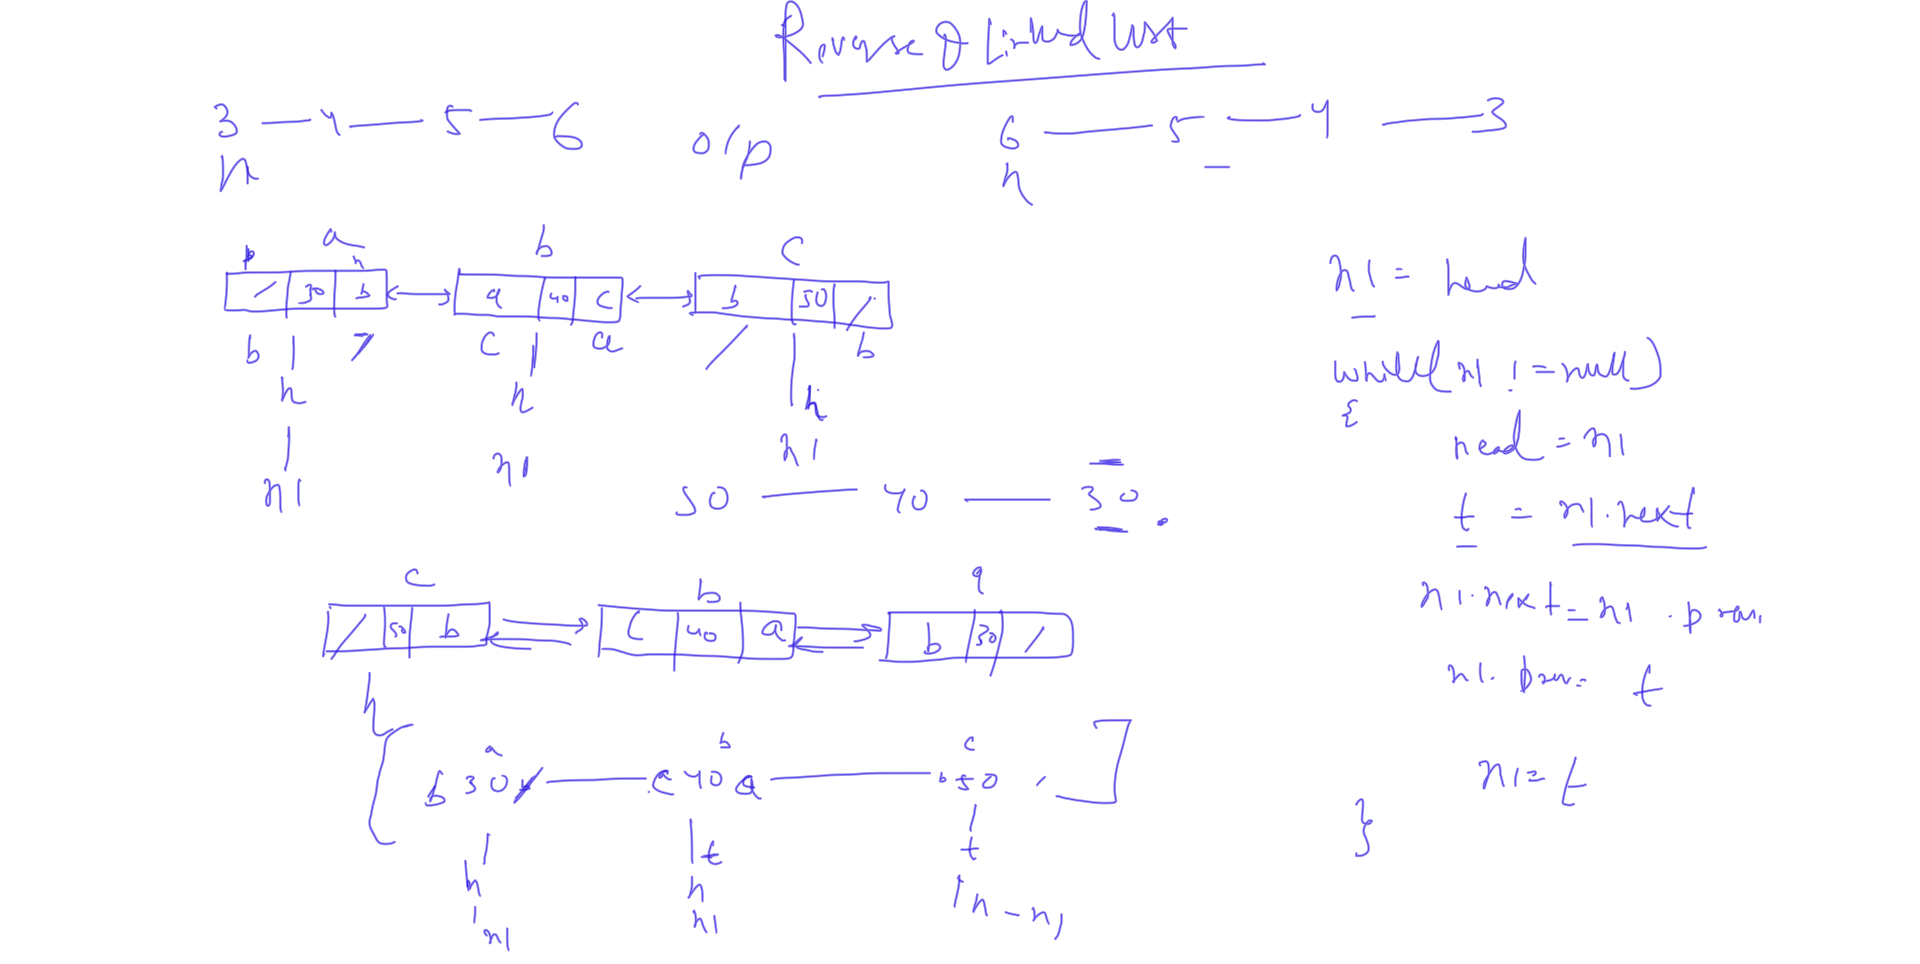 Reverse of Linked List
3 — 4 — 5 — 6 o/p 6 — 5 — 4 — 3
h h
a b c
p n
/ 30 b a 40 c b 50 /
b / c a / b
h h h
n1 n1 n1
50 — 40 — 30.
c b a
/ 50 b c 40 a b 30 /
h
a b c
b 30 / — c 40 a — b 50 /
h t t
n1 h h - n1
n1
n1 = head
while(n1 != null)
{
head = n1
t = n1.next
n1.next = n1.prev
n1.prev = t
n1 = t
}